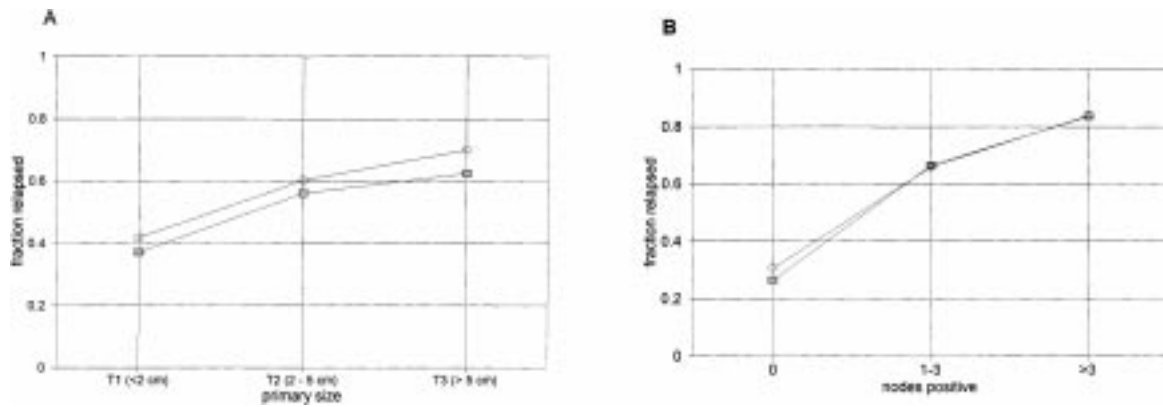 A
1
0.8
0.6
0.4
0.2
0
fraction relapsed
T1 (<2 cm)
T2 (2 - 5 cm)
T3 (> 5 cm)
primary size
B
1
0.8
0.6
0.4
0.2
0
fraction relapsed
0
1-3
>3
nodes positive